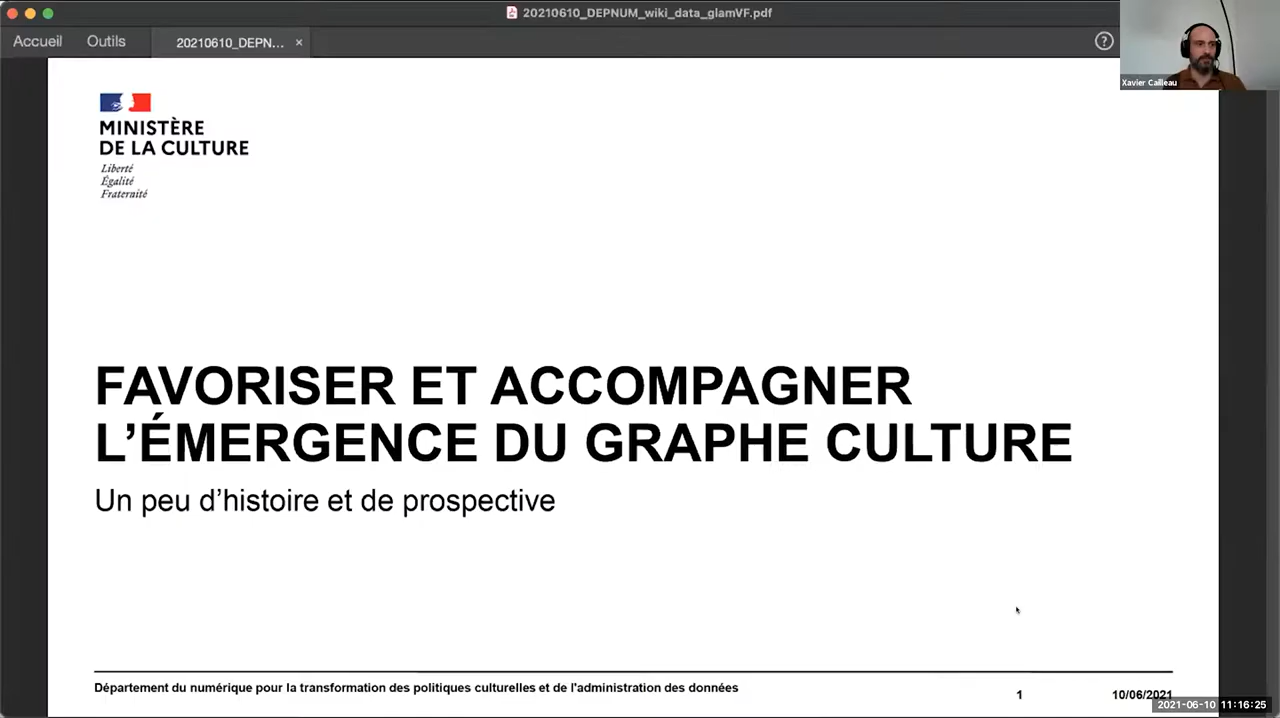 20210610_DEPNUM_wiki_data_glamVF.pdf
Accueil Outils 20210610_DEPN... × ?
Xavier Cailleau
MINISTÈRE
DE LA CULTURE
Liberté
Égalité
Fraternité
FAVORISER ET ACCOMPAGNER
L’ÉMERGENCE DU GRAPHE CULTURE
Un peu d’histoire et de prospective
Département du numérique pour la transformation des politiques culturelles et de l'administration des données
1 10/06/2021
2021-06-10 11:16:25